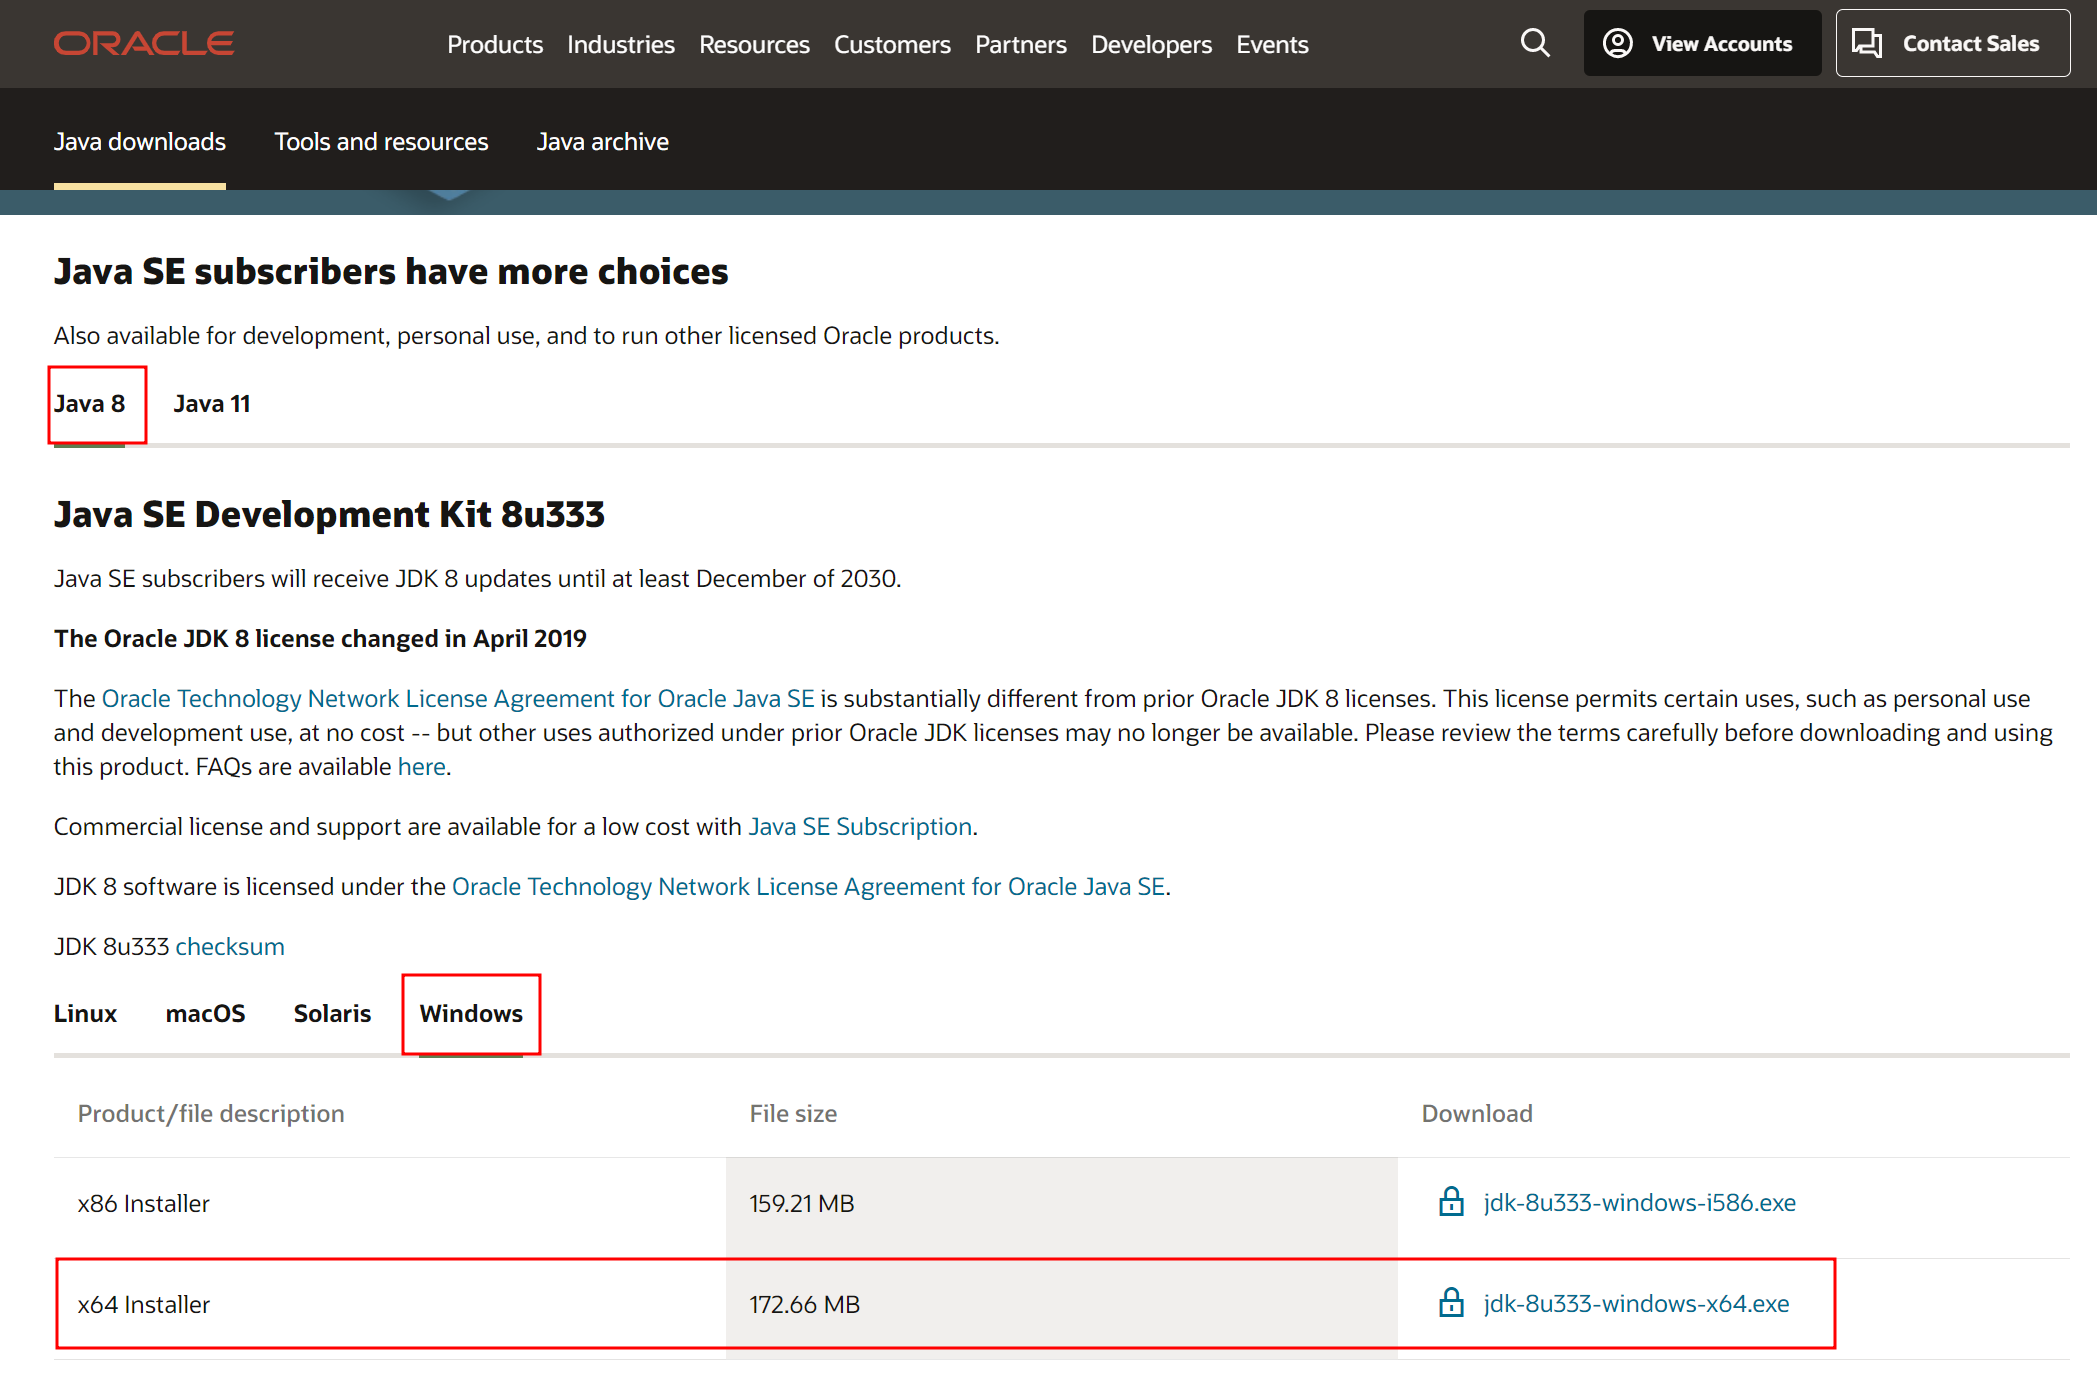 ORACLE
Products Industries Resources Customers Partners Developers Events
View Accounts
Contact Sales
Java downloads Tools and resources Java archive
Java SE subscribers have more choices
Also available for development, personal use, and to run other licensed Oracle products.
Java 8 Java 11
Java SE Development Kit 8u333
Java SE subscribers will receive JDK 8 updates until at least December of 2030.
The Oracle JDK 8 license changed in April 2019
The Oracle Technology Network License Agreement for Oracle Java SE is substantially different from prior Oracle JDK 8 licenses. This license permits certain uses, such as personal use
and development use, at no cost -- but other uses authorized under prior Oracle JDK licenses may no longer be available. Please review the terms carefully before downloading and using
this product. FAQs are available here.
Commercial license and support are available for a low cost with Java SE Subscription.
JDK 8 software is licensed under the Oracle Technology Network License Agreement for Oracle Java SE.
JDK 8u333 checksum
Linux macOS Solaris Windows
Product/file description File size Download
x86 Installer 159.21 MB jdk-8u333-windows-i586.exe
x64 Installer 172.66 MB jdk-8u333-windows-x64.exe